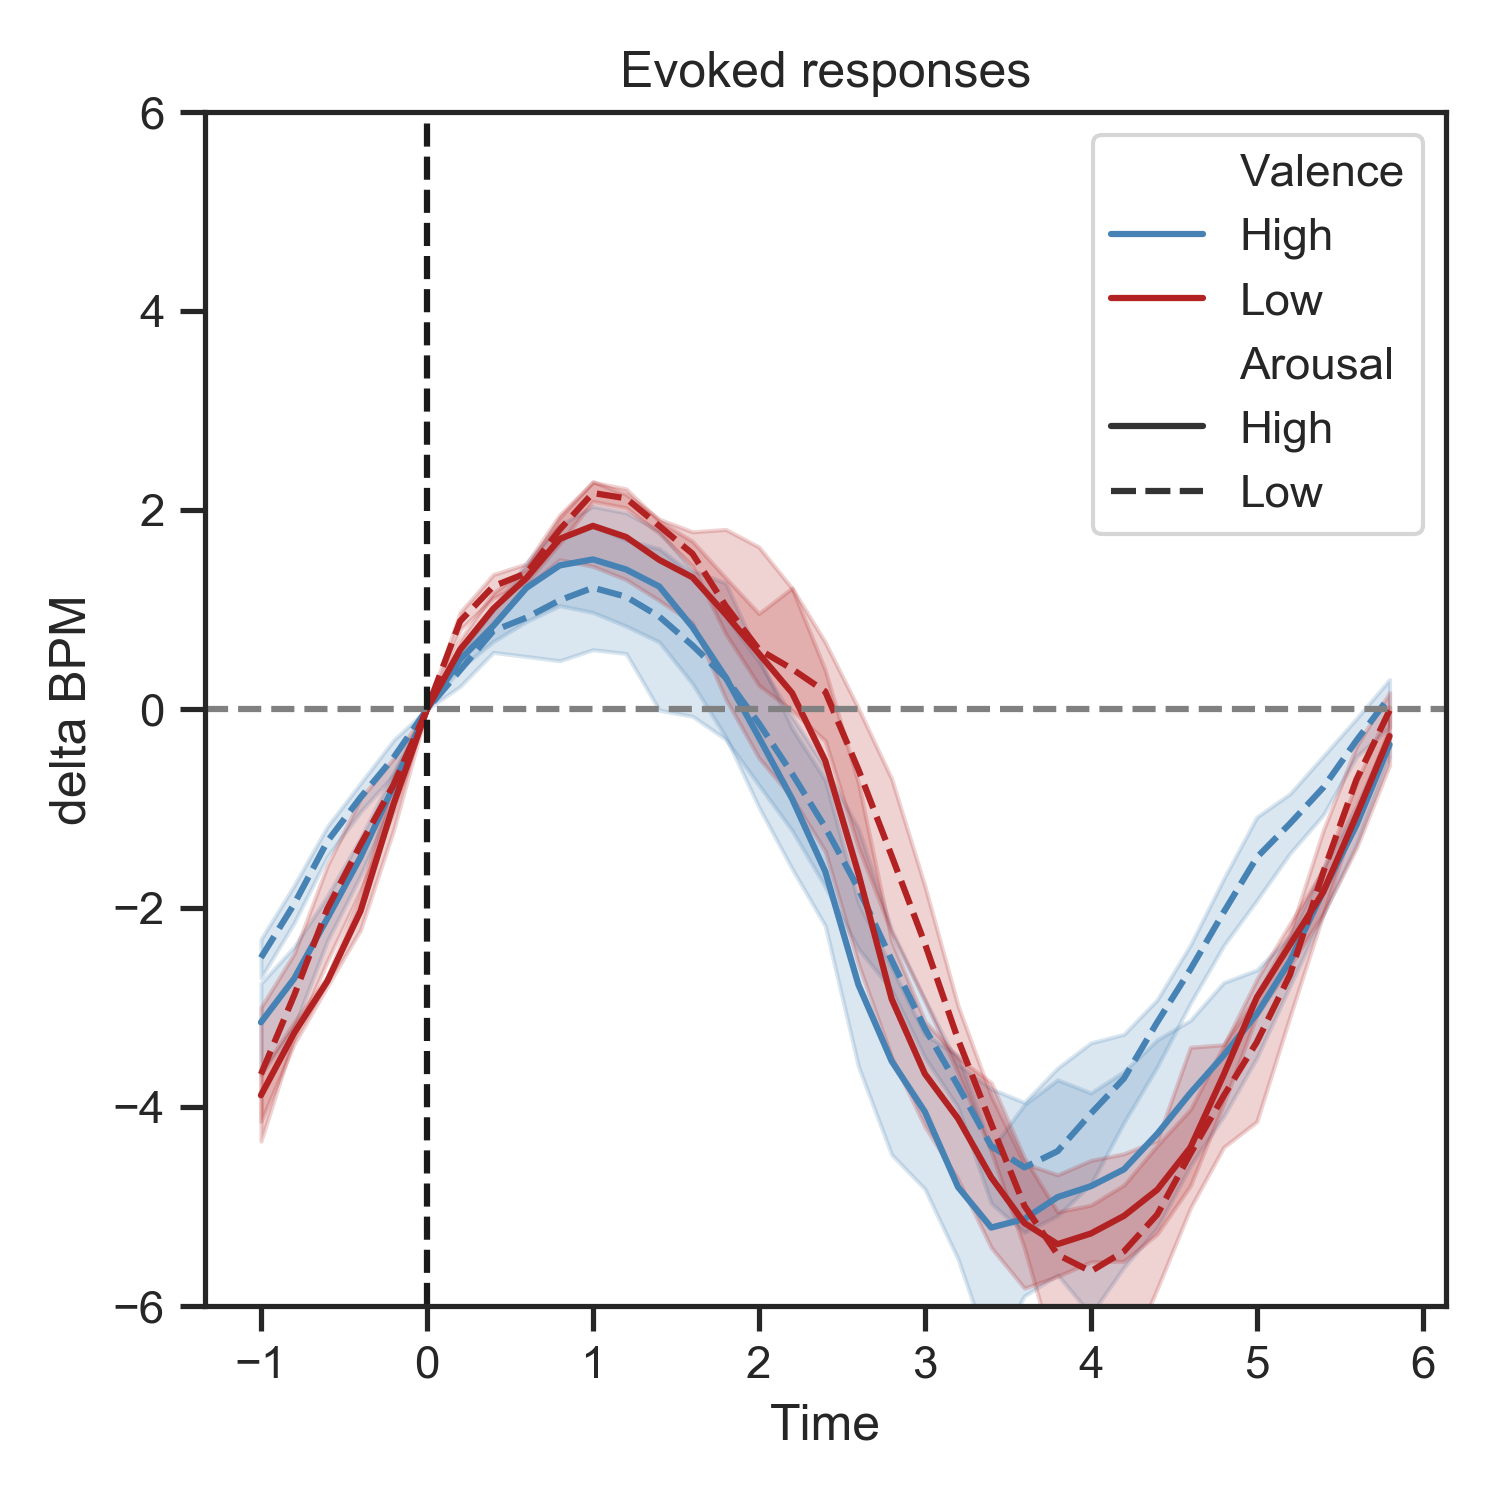 Evoked responses
6
4
2
0
−2
−4
−6
delta BPM
Valence
High
Low
Arousal
High
Low
−1 0 1 2 3 4 5 6
Time